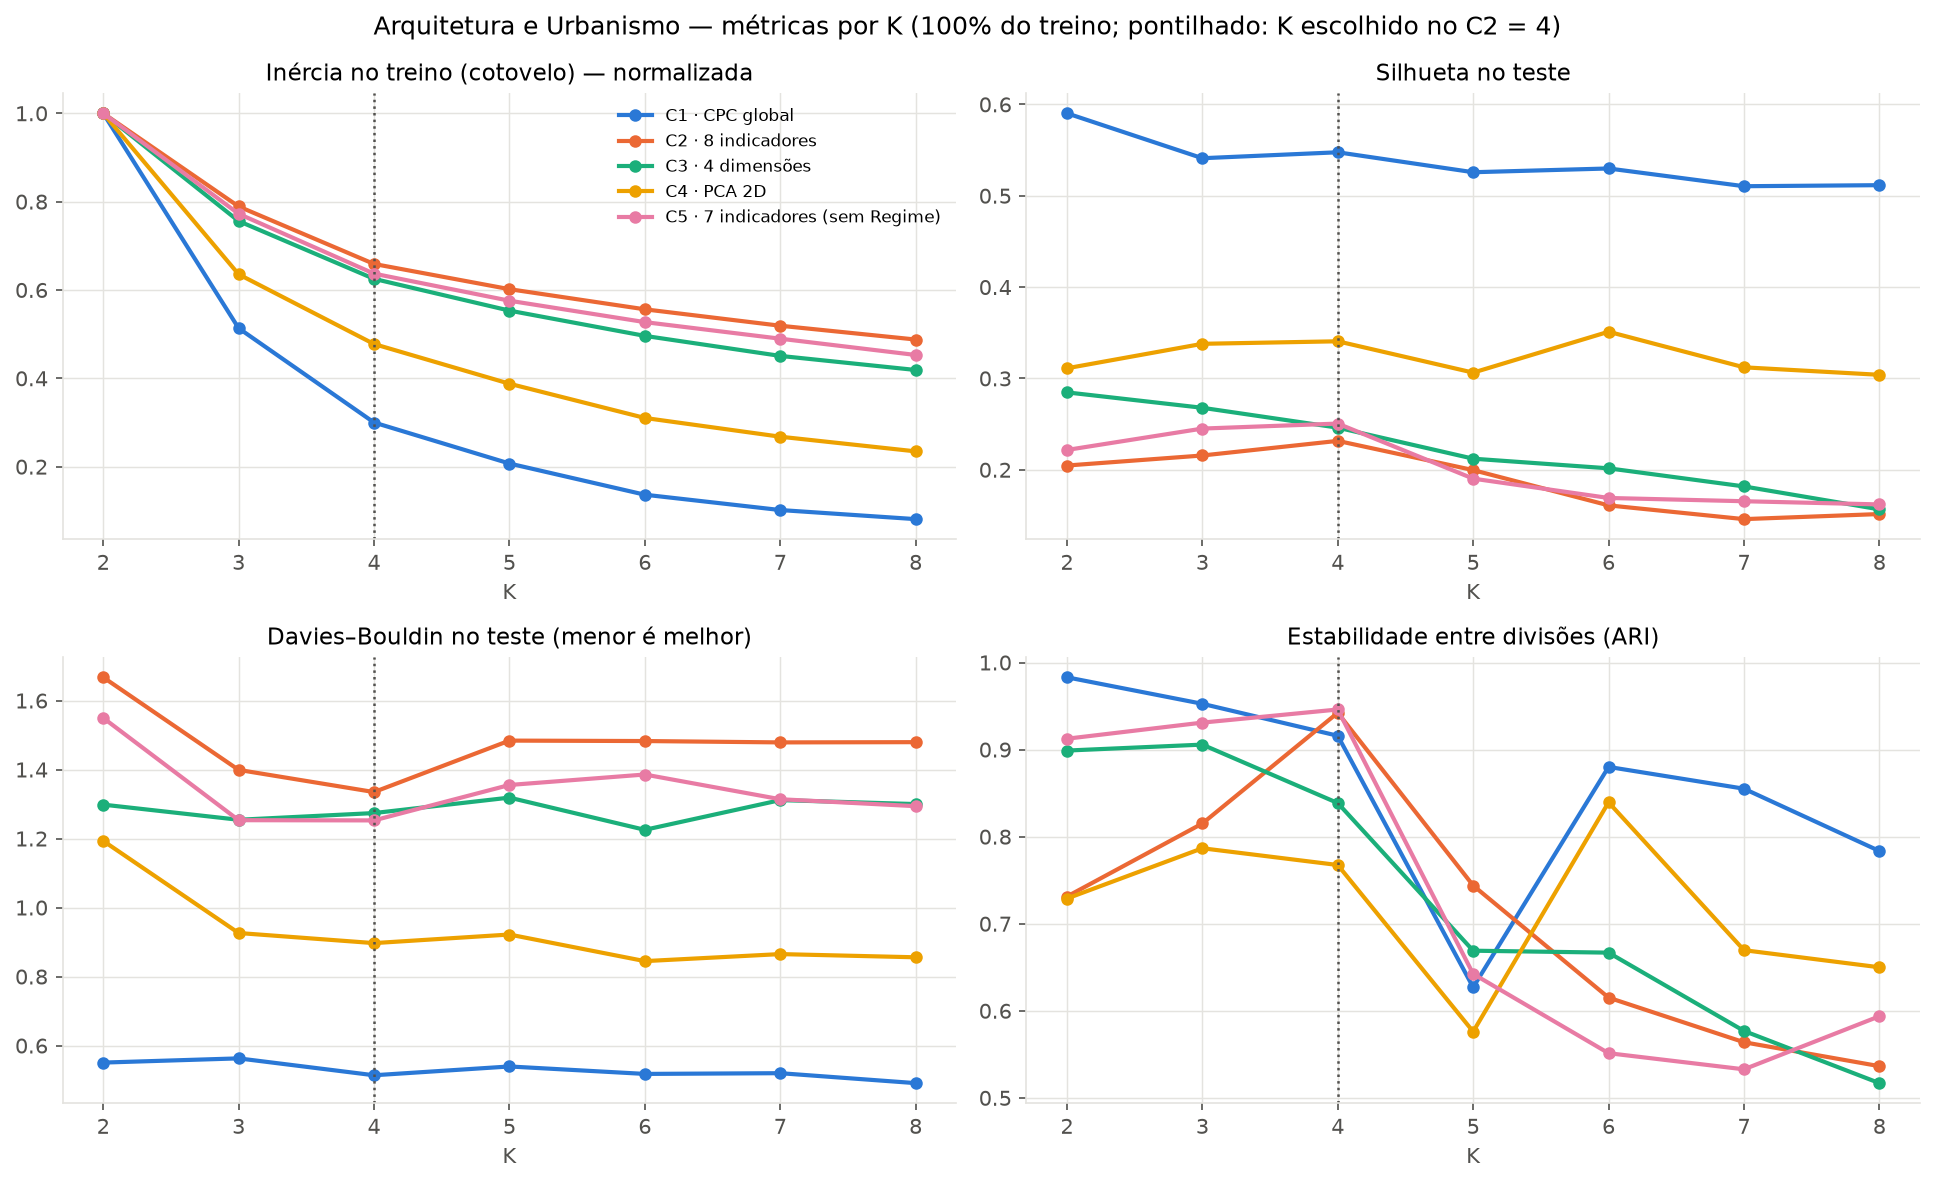 Arquitetura e Urbanismo — métricas por K (100% do treino; pontilhado: K escolhido no C2 = 4)
Inércia no treino (cotovelo) — normalizada
1.0
0.8
0.6
0.4
0.2
C1 · CPC global
C2 · 8 indicadores
C3 · 4 dimensões
C4 · PCA 2D
C5 · 7 indicadores (sem Regime)
2 3 4 5 6 7 8
K
Silhueta no teste
0.6
0.5
0.4
0.3
0.2
2 3 4 5 6 7 8
K
Davies–Bouldin no teste (menor é melhor)
1.6
1.4
1.2
1.0
0.8
0.6
2 3 4 5 6 7 8
K
Estabilidade entre divisões (ARI)
1.0
0.9
0.8
0.7
0.6
0.5
2 3 4 5 6 7 8
K